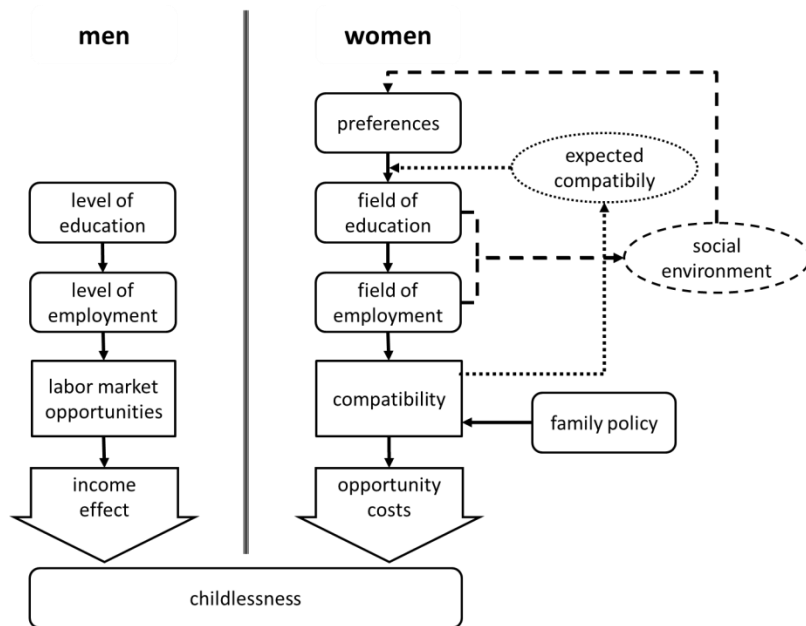 men
women
preferences
expected
compatibily
level of
education
field of
education
social
environment
level of
employment
field of
employment
labor market
opportunities
compatibility
family policy
income
effect
opportunity
costs
childlessness